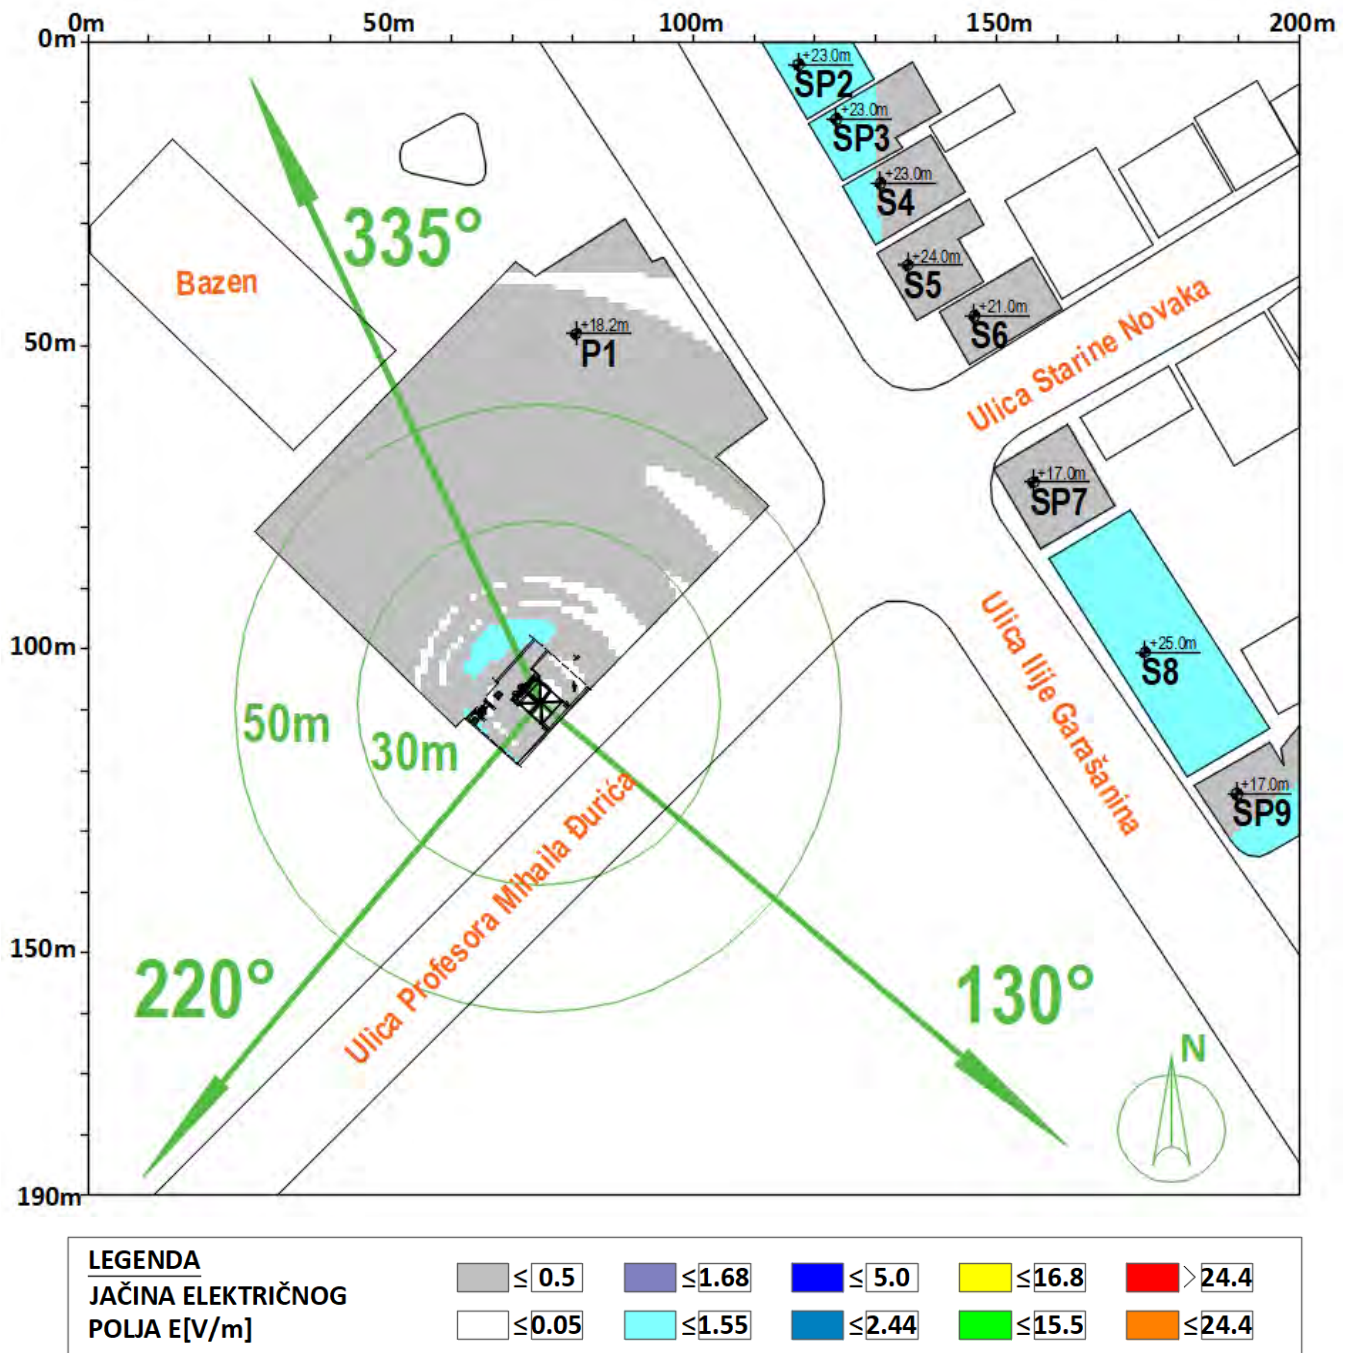 0m 50m 100m 150m 200m
0m
+23.0m
SP2
+23.0m
SP3
+23.0m
S4
335°
+24.0m
S5
Bazen
+21.0m
S6
50m
+18.2m
P1
Ulica Starine Novaka
+17.0m
SP7
100m
Ulica Ilije Garašanina
+25.0m
S8
50m
30m
+17.0m
SP9
Ulica Profesora Mihaila Đurića
150m
220°
130°
N
190m
LEGENDA
JAČINA ELEKTRIČNOG
POLJA E[V/m]
≤ 0.5 ≤1.68 ≤ 5.0 ≤16.8 > 24.4
≤0.05 ≤1.55 ≤2.44 ≤15.5 ≤24.4